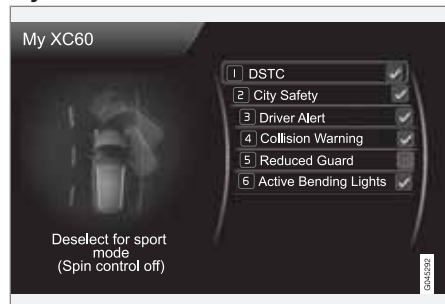 My XC60
1 DSTC
2 City Safety
3 Driver Alert
4 Collision Warning
5 Reduced Guard
6 Active Bending Lights
Deselect for sport
mode
(Spin control off)
G045292